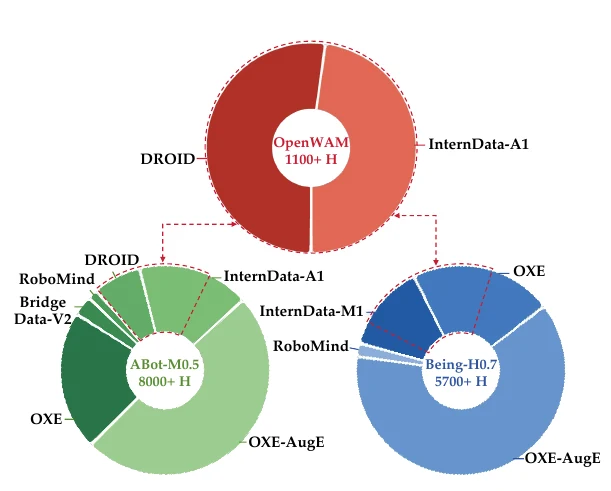 OpenWAM
1100+ H
DROID
InternData-A1
DROID
RoboMind
Bridge
Data-V2
InternData-A1
ABot-M0.5
8000+ H
OXE
OXE-AugE
OXE
InternData-M1
RoboMind
Being-H0.7
5700+ H
OXE-AugE